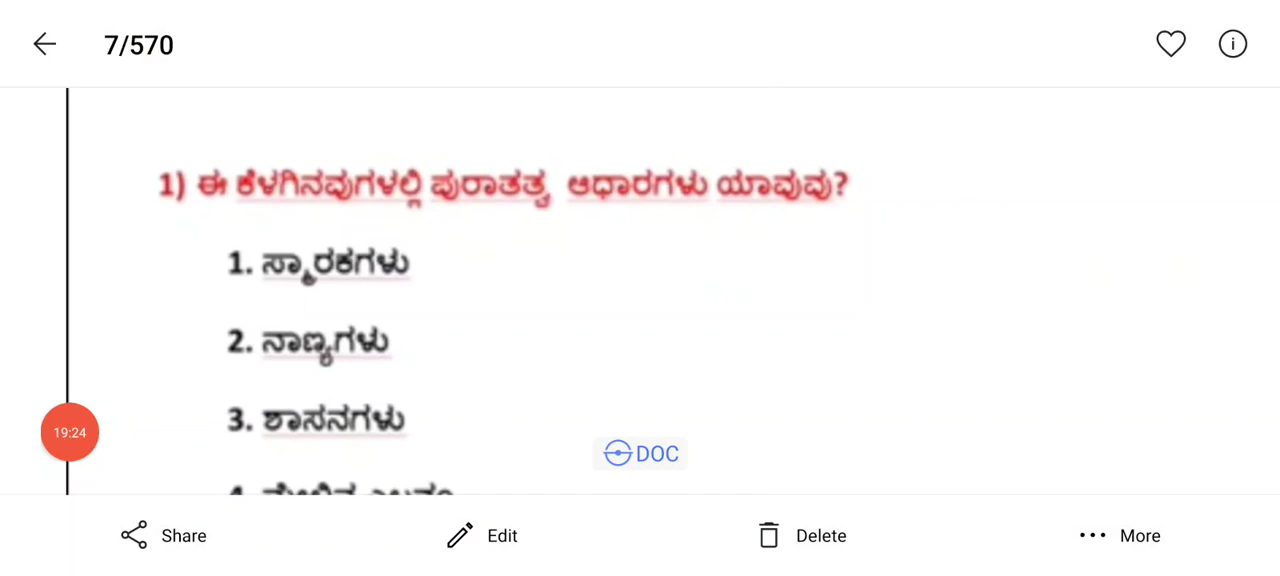 7/570
1) ಈ ಕೆಳಗಿನವುಗಳಲ್ಲಿ ಪುರಾತತ್ವ ಆಧಾರಗಳು ಯಾವುವು?
1. ಸ್ಮಾರಕಗಳು
2. ನಾಣ್ಯಗಳು
3. ಶಾಸನಗಳು
19:24
DOC
Share Edit Delete More